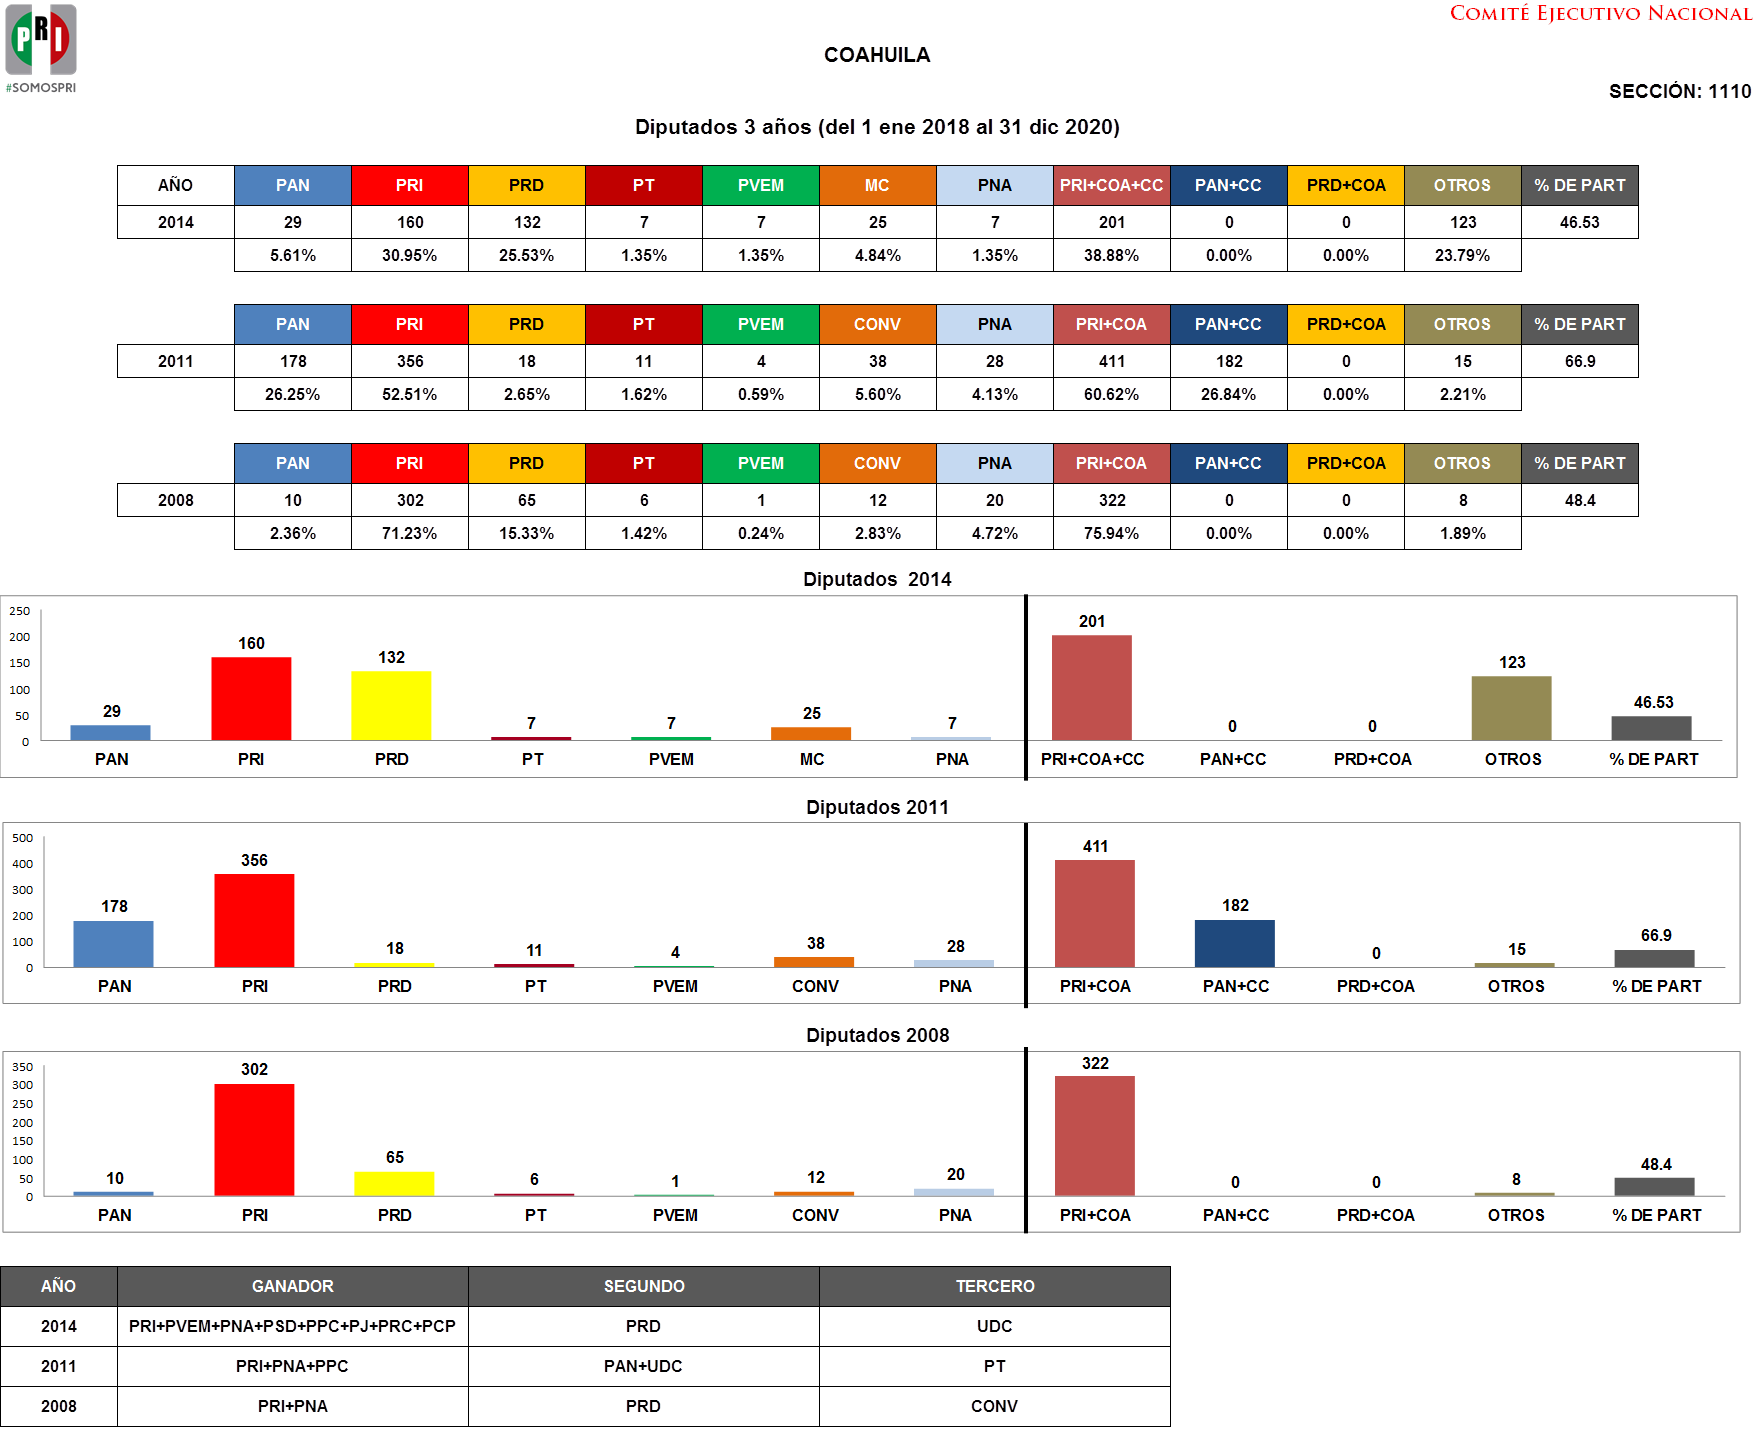 PRI
#SOMOSPRI
COMITÉ EJECUTIVO NACIONAL
COAHUILA
SECCIÓN: 1110
Diputados 3 años (del 1 ene 2018 al 31 dic 2020)
AÑO PAN PRI PRD PT PVEM MC PNA PRI+COA+CC PAN+CC PRD+COA OTROS % DE PART
2014 29 160 132 7 7 25 7 201 0 0 123 46.53
5.61% 30.95% 25.53% 1.35% 1.35% 4.84% 1.35% 38.88% 0.00% 0.00% 23.79%
PAN PRI PRD PT PVEM CONV PNA PRI+COA PAN+CC PRD+COA OTROS % DE PART
2011 178 356 18 11 4 38 28 411 182 0 15 66.9
26.25% 52.51% 2.65% 1.62% 0.59% 5.60% 4.13% 60.62% 26.84% 0.00% 2.21%
PAN PRI PRD PT PVEM CONV PNA PRI+COA PAN+CC PRD+COA OTROS % DE PART
2008 10 302 65 6 1 12 20 322 0 0 8 48.4
2.36% 71.23% 15.33% 1.42% 0.24% 2.83% 4.72% 75.94% 0.00% 0.00% 1.89%
Diputados 2014
250
200
150
100
50
0
29 160 132 7 7 25 7 201 0 0 123 46.53
PAN PRI PRD PT PVEM MC PNA PRI+COA+CC PAN+CC PRD+COA OTROS % DE PART
Diputados 2011
500
400
300
200
100
0
178 356 18 11 4 38 28 411 182 0 15 66.9
PAN PRI PRD PT PVEM CONV PNA PRI+COA PAN+CC PRD+COA OTROS % DE PART
Diputados 2008
350
300
250
200
150
100
50
0
10 302 65 6 1 12 20 322 0 0 8 48.4
PAN PRI PRD PT PVEM CONV PNA PRI+COA PAN+CC PRD+COA OTROS % DE PART
AÑO GANADOR SEGUNDO TERCERO
2014 PRI+PVEM+PNA+PSD+PPC+PJ+PRC+PCP PRD UDC
2011 PRI+PNA+PPC PAN+UDC PT
2008 PRI+PNA PRD CONV